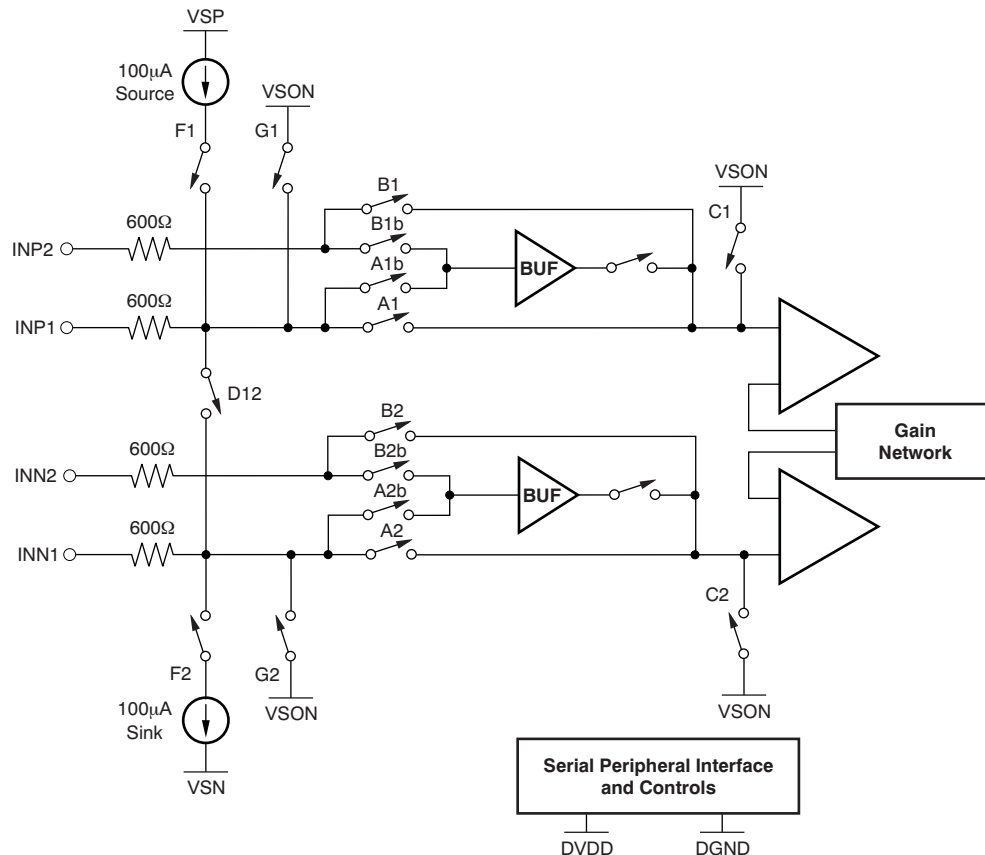 VSP
100μA
Source
VSON
F1
G1
VSON
B1
C1
600Ω
B1b
INP2
BUF
A1b
600Ω
A1
INP1
D12
B2
600Ω
B2b
Gain
Network
INN2
BUF
A2b
600Ω
A2
INN1
C2
F2
G2
100μA
Sink
VSON
VSON
VSN
Serial Peripheral Interface
and Controls
DVDD
DGND